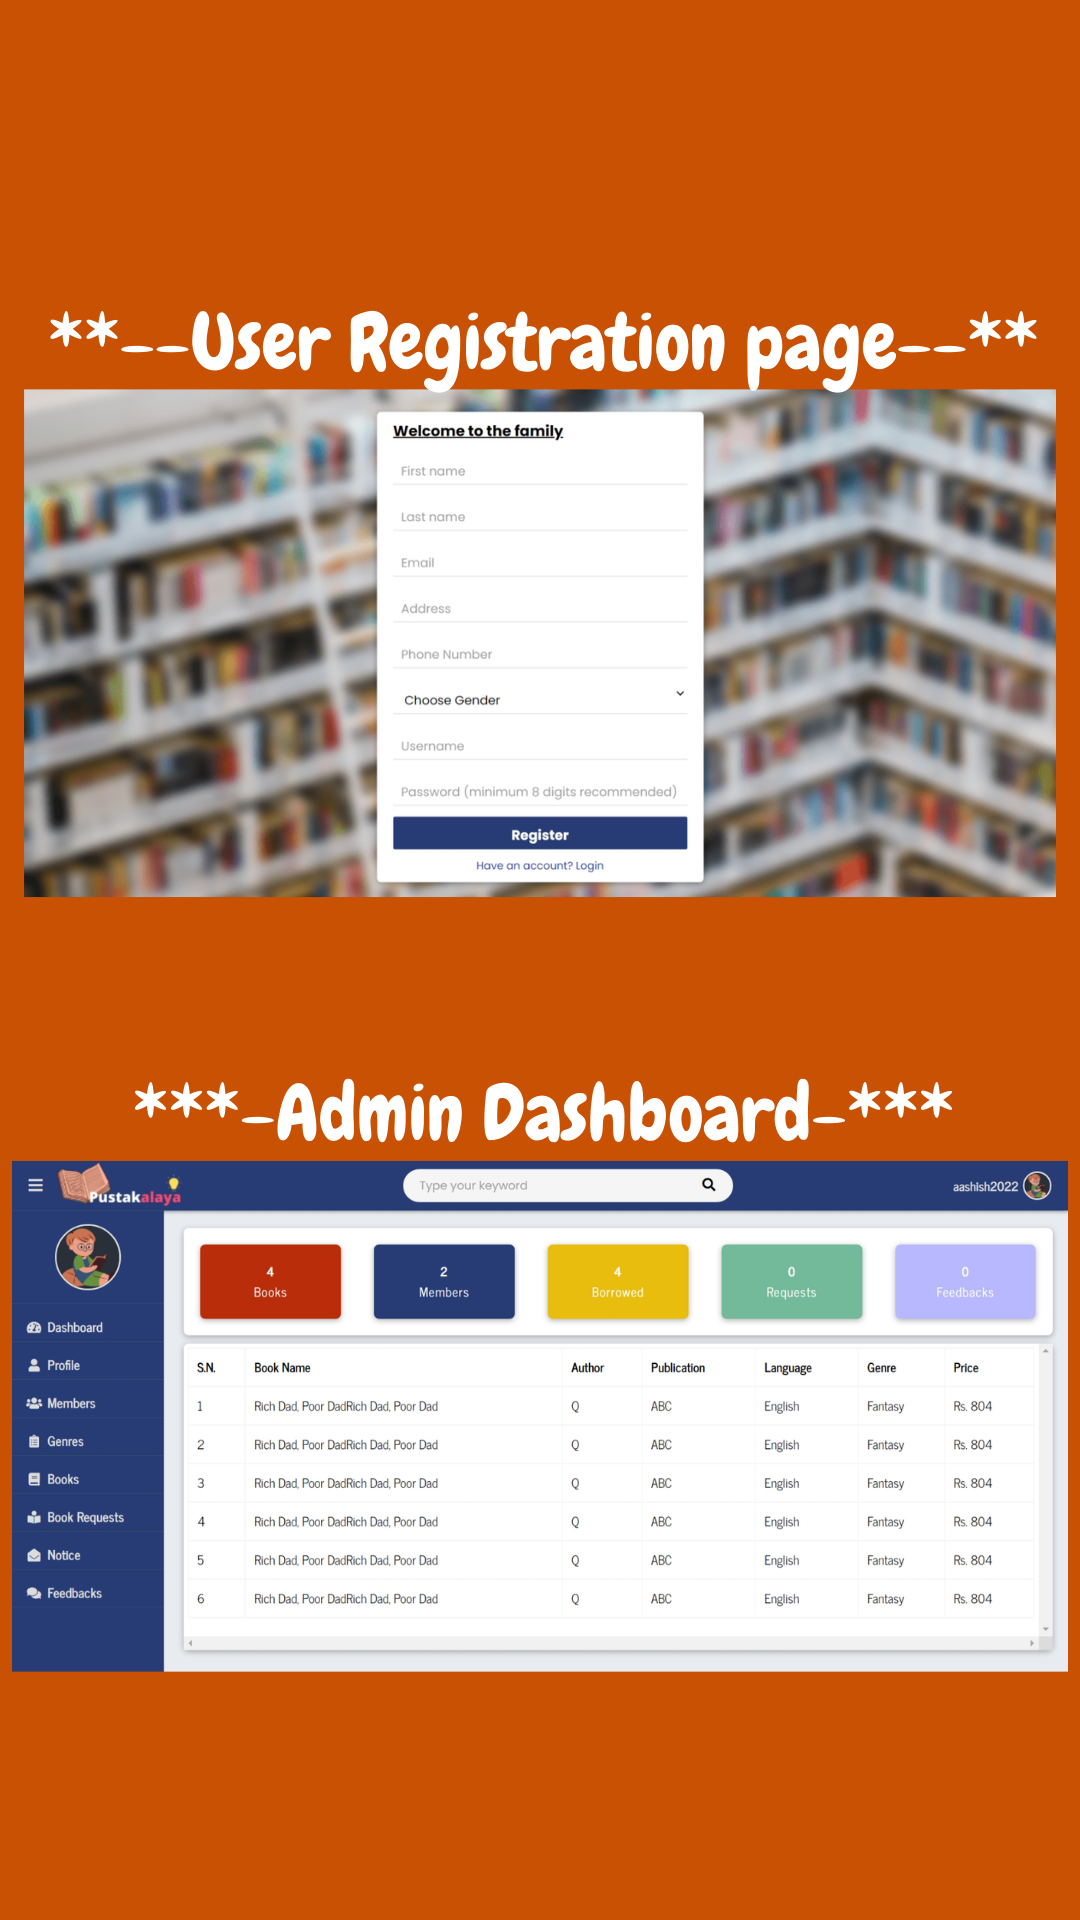 **--User Registration page--**
Welcome to the family
First name
Last name
Email
Address
Phone Number
Choose Gender
Username
Password (minimum 8 digits recommended)
Register
Have an account? Login
***-Admin Dashboard-***
Pustakalaya
Type your keyword
aashish2022
4 2 4 0 0
Books Members Borrowed Requests Feedbacks
Dashboard
Profile
Members
Genres
Books
Book Requests
Notice
Feedbacks
S.N. Book Name Author Publication Language Genre Price
1 Rich Dad, Poor DadRich Dad, Poor Dad Q ABC English Fantasy Rs. 804
2 Rich Dad, Poor DadRich Dad, Poor Dad Q ABC English Fantasy Rs. 804
3 Rich Dad, Poor DadRich Dad, Poor Dad Q ABC English Fantasy Rs. 804
4 Rich Dad, Poor DadRich Dad, Poor Dad Q ABC English Fantasy Rs. 804
5 Rich Dad, Poor DadRich Dad, Poor Dad Q ABC English Fantasy Rs. 804
6 Rich Dad, Poor DadRich Dad, Poor Dad Q ABC English Fantasy Rs. 804